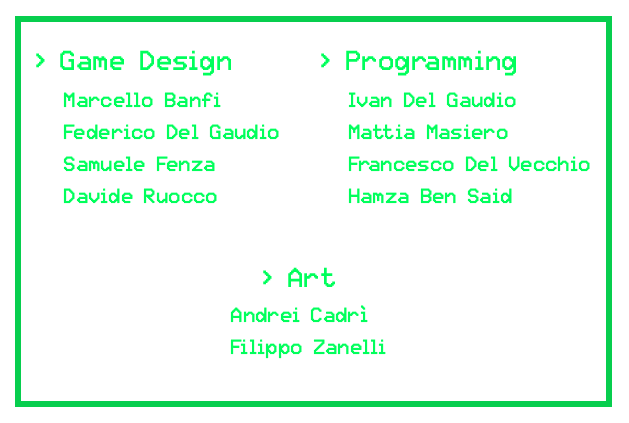 > Game Design
Marcello Banfi
Federico Del Gaudio
Samuele Fenza
Davide Ruocco
> Programming
Ivan Del Gaudio
Mattia Masiero
Francesco Del Vecchio
Hamza Ben Said
> Art
Andrei Cadrì
Filippo Zanelli